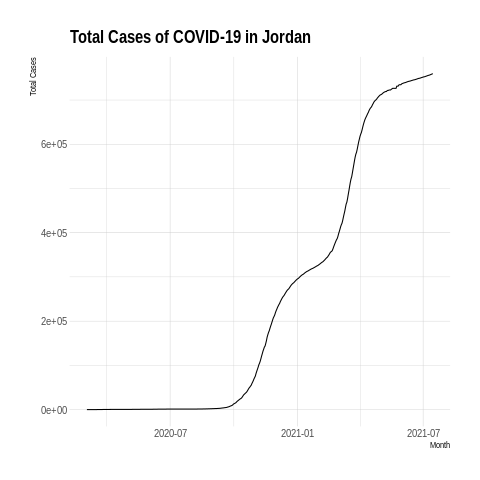 Total Cases of COVID-19 in Jordan
Total Cases
6e+05
4e+05
2e+05
0e+00
2020-07
2021-01
2021-07
Month